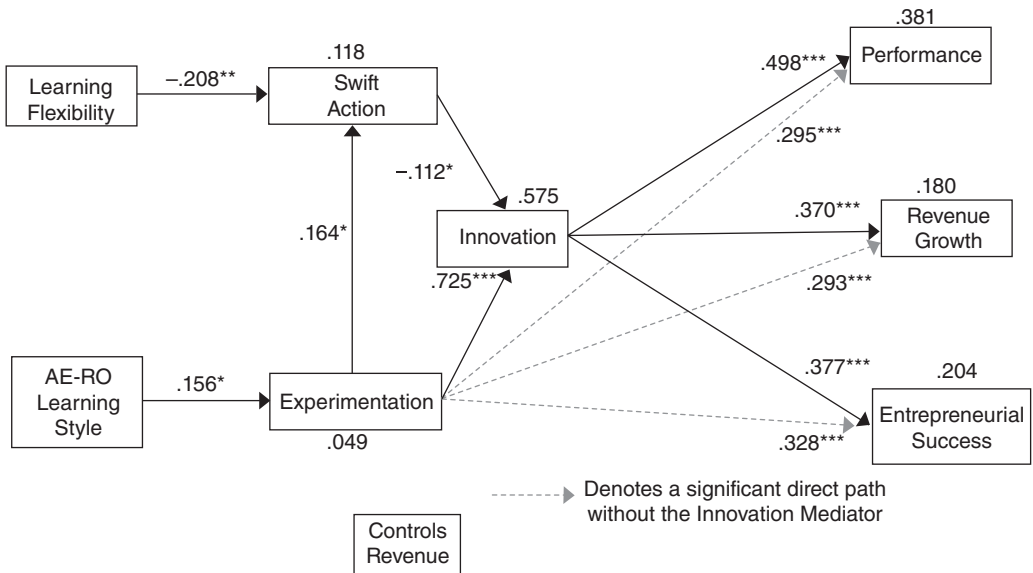 .381
Performance
.118
Swift
Action
.498***
Learning
Flexibility
–.208**
.295***
–.112*
.575
.180
Innovation
.370***
Revenue
Growth
.164*
.725***
.293***
AE-RO
Learning
Style
.156*
Experimentation
.049
.377***
.204
Entrepreneurial
Success
.328***
Denotes a significant direct path
without the Innovation Mediator
Controls
Revenue